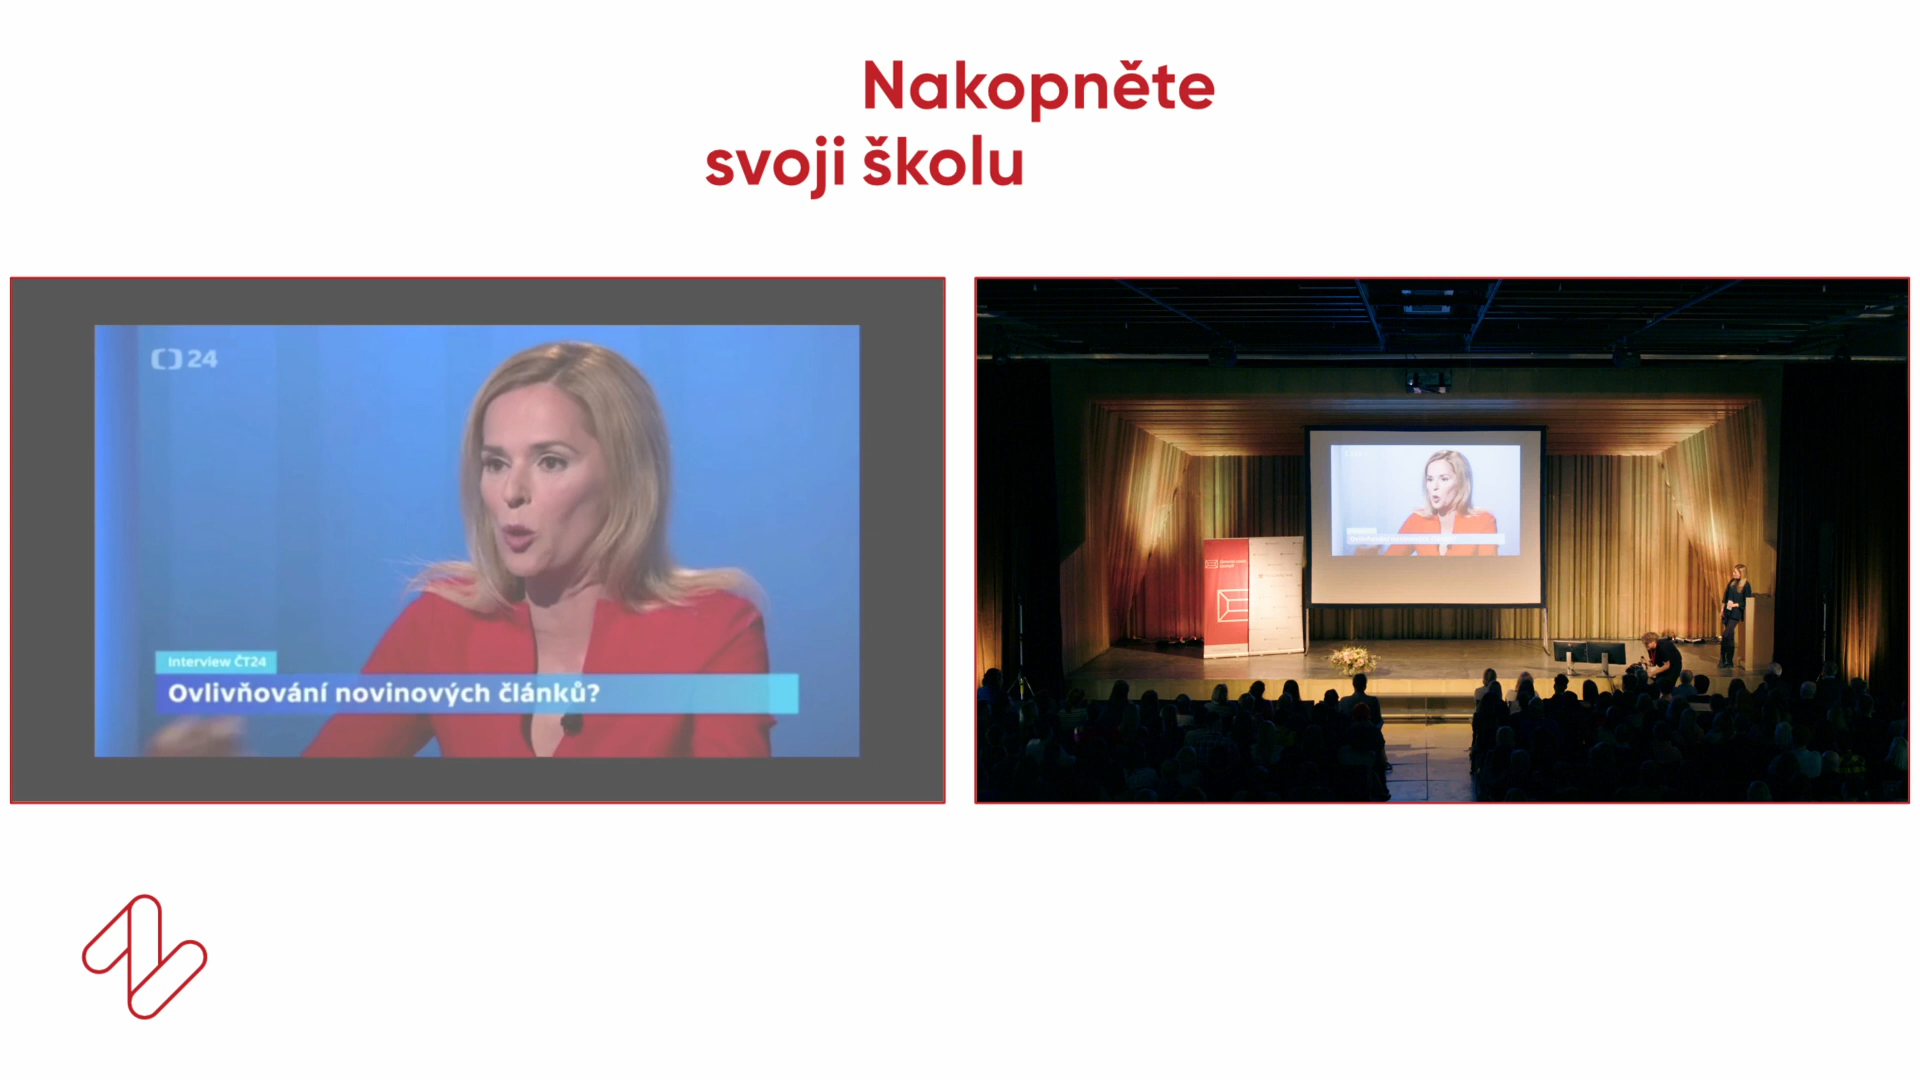 Nakopněte
svoji školu
24
Interview ČT24
Ovlivňování novinových článků?